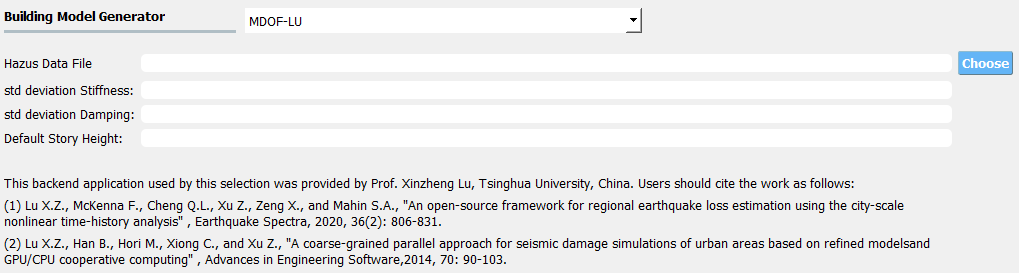 Building Model Generator
MDOF-LU
Hazus Data File
Choose
std deviation Stiffness:
std deviation Damping:
Default Story Height:
This backend application used by this selection was provided by Prof. Xinzheng Lu, Tsinghua University, China. Users should cite the work as follows:
(1) Lu X.Z., McKenna F., Cheng Q.L., Xu Z., Zeng X., and Mahin S.A., "An open-source framework for regional earthquake loss estimation using the city-scale
nonlinear time-history analysis" , Earthquake Spectra, 2020, 36(2): 806-831.
(2) Lu X.Z., Han B., Hori M., Xiong C., and Xu Z., "A coarse-grained parallel approach for seismic damage simulations of urban areas based on refined modelsand
GPU/CPU cooperative computing" , Advances in Engineering Software,2014, 70: 90-103.